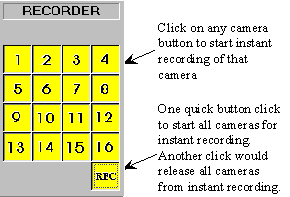 RECORDER
1 2 3 4
5 6 7 8
9 10 11 12
13 14 15 16
REC
Click on any camera
button to start instant
recording of that
camera
One quick button click
to start all cameras for
instant recording.
Another click would
release all cameras
from instant recording.